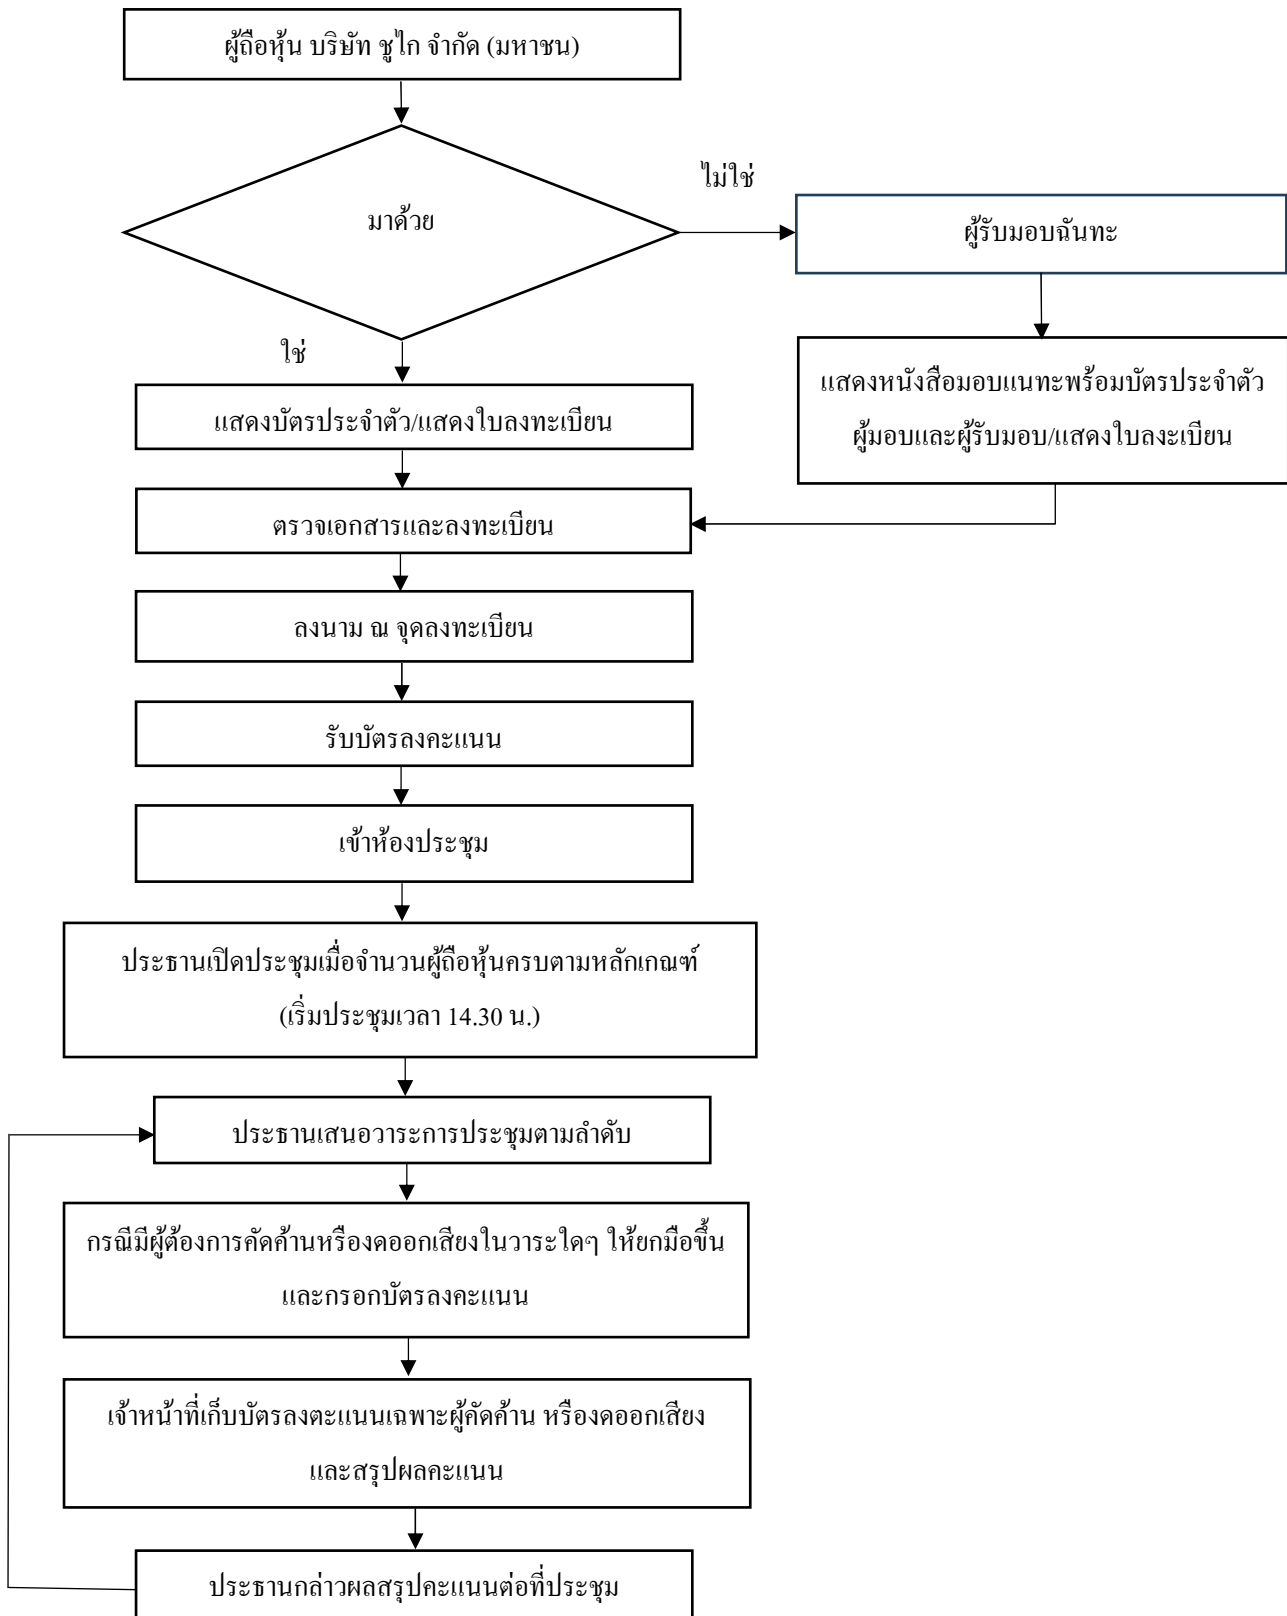 ผู้ถือหุ้น บริษัท ชูไก จำกัด (มหาชน)
มาด้วย
ไม่ใช่
ผู้รับมอบฉันทะ
ใช่
แสดงหนังสือมอบแนทะพร้อมบัตรประจำตัว
ผู้มอบและผู้รับมอบ/แสดงใบลงะเบียน
แสดงบัตรประจำตัว/แสดงใบลงทะเบียน
ตรวจเอกสารและลงทะเบียน
ลงนาม ณ จุดลงทะเบียน
รับบัตรลงคะแนน
เข้าห้องประชุม
ประธานเปิดประชุมเมื่อจำนวนผู้ถือหุ้นครบตามหลักเกณฑ์
(เริ่มประชุมเวลา 14.30 น.)
ประธานเสนอวาระการประชุมตามลำดับ
กรณีมีผู้ต้องการคัดค้านหรืองดออกเสียงในวาระใดๆ ให้ยกมือขึ้น
และกรอกบัตรลงคะแนน
เจ้าหน้าที่เก็บบัตรลงตะแนนเฉพาะผู้คัดค้าน หรืองดออกเสียง
และสรุปผลคะแนน
ประธานกล่าวผลสรุปคะแนนต่อที่ประชุม